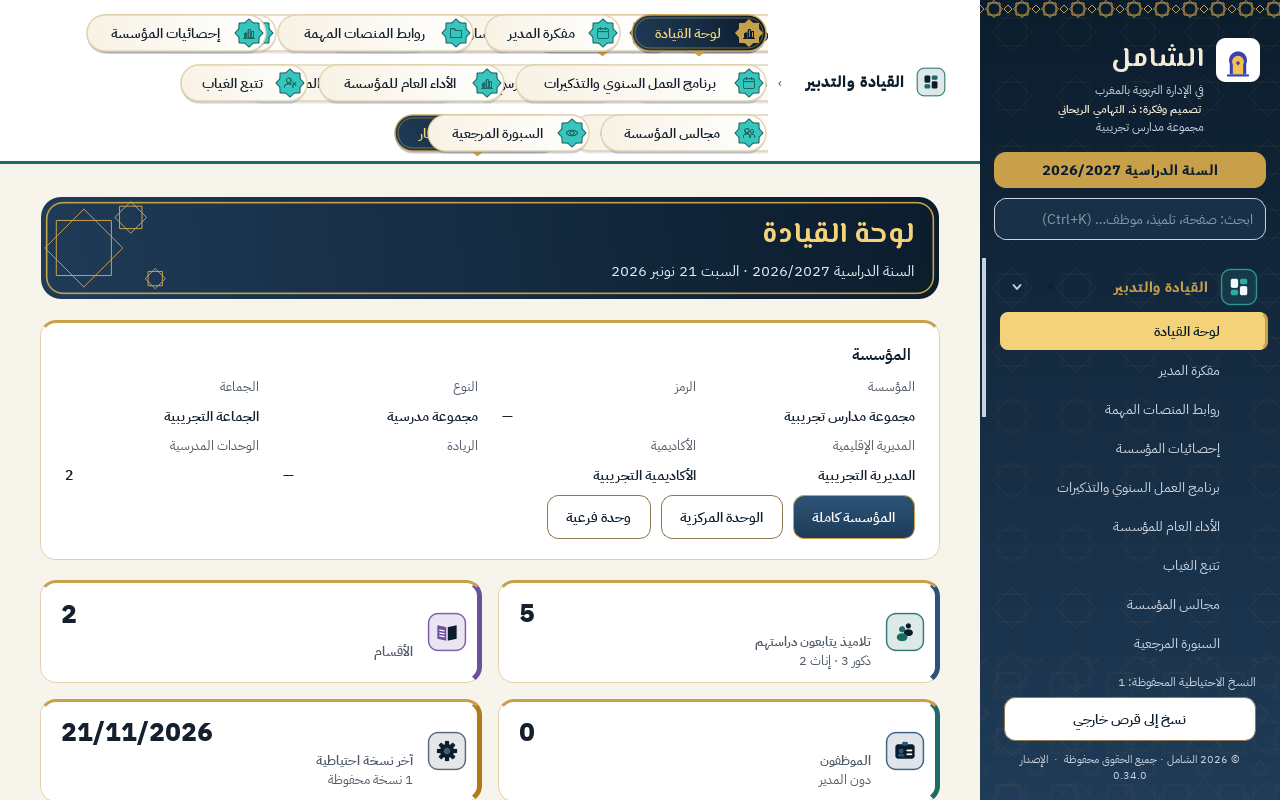 الشامل
في الإدارة التربوية بالمغرب
تصميم وفكرة: ذ. التهامي الريحاني
مجموعة مدارس تجريبية
السنة الدراسية 2026/2027
ابحث: صفحة، تلميذ، موظف... (Ctrl+K)
القيادة والتدبير
9
لوحة القيادة
مفكرة المدير
روابط المنصات المهمة
إحصائيات المؤسسة
برنامج العمل السنوي والتذكيرات
الأداء العام للمؤسسة
تتبع الغياب
مجالس المؤسسة
السبورة المرجعية
النسخ الاحتياطية المحفوظة: 1
نسخ إلى قرص خارجي
© 2026 الشامل · جميع الحقوق محفوظة · الإصدار
0.34.0
القيادة والتدبير ›
لوحة القيادة
مفكرة المدير
روابط المنصات المهمة
إحصائيات المؤسسة
برنامج العمل السنوي والتذكيرات
الأداء العام للمؤسسة
تتبع الغياب
مجالس المؤسسة
السبورة المرجعية
لوحة القيادة
السنة الدراسية 2026/2027 · السبت 21 نونبر 2026
المؤسسة
المؤسسة الرمز النوع الجماعة
مجموعة مدارس تجريبية — مجموعة مدرسية الجماعة التجريبية
المديرية الإقليمية الأكاديمية الريادة الوحدات المدرسية
المديرية التجريبية الأكاديمية التجريبية — 2
المؤسسة كاملة الوحدة المركزية وحدة فرعية
5
تلاميذ يتابعون دراستهم
ذكور 3 · إناث 2
2
الأقسام
0
الموظفون
دون المدير
21/11/2026
آخر نسخة احتياطية
1 نسخة محفوظة